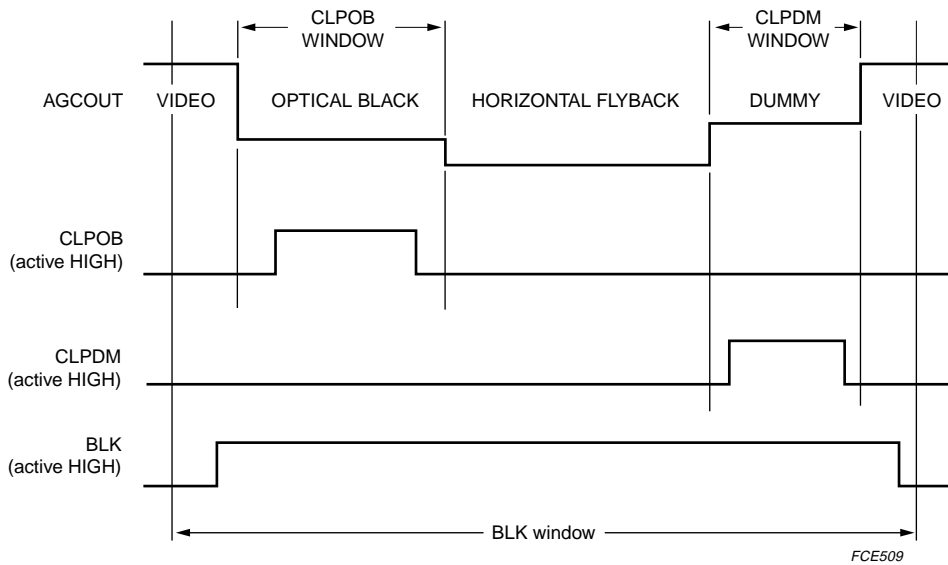 CLPOB
WINDOW
CLPDM
WINDOW
AGCOUT VIDEO OPTICAL BLACK HORIZONTAL FLYBACK DUMMY VIDEO
CLPOB
(active HIGH)
CLPDM
(active HIGH)
BLK
(active HIGH)
BLK window
FCE509